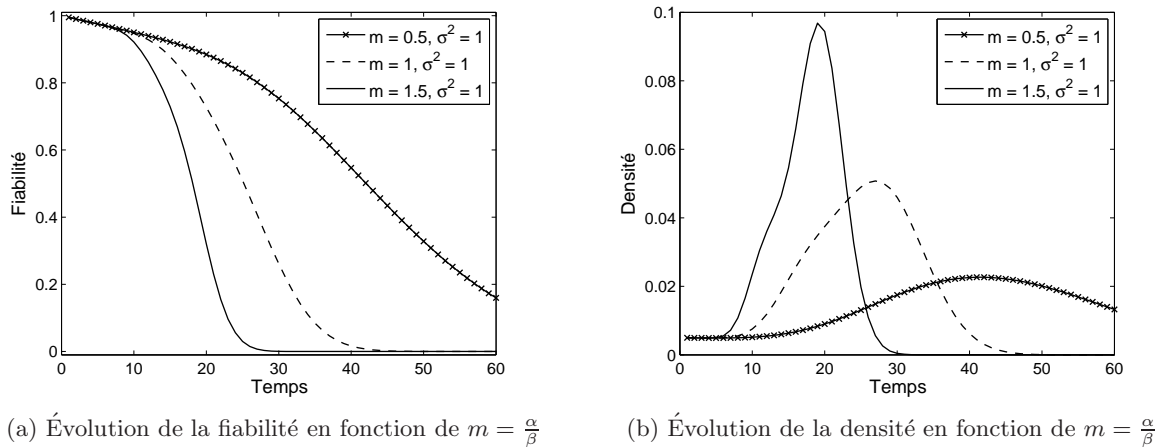 1
0.8
0.6
0.4
0.2
0
0 10 20 30 40 50 60
Fiabilité
Temps
m = 0.5, σ² = 1
m = 1, σ² = 1
m = 1.5, σ² = 1
(a) Évolution de la fiabilité en fonction de m = α/β
0.1
0.08
0.06
0.04
0.02
0
0 10 20 30 40 50 60
Densité
Temps
m = 0.5, σ² = 1
m = 1, σ² = 1
m = 1.5, σ² = 1
(b) Évolution de la densité en fonction de m = α/β